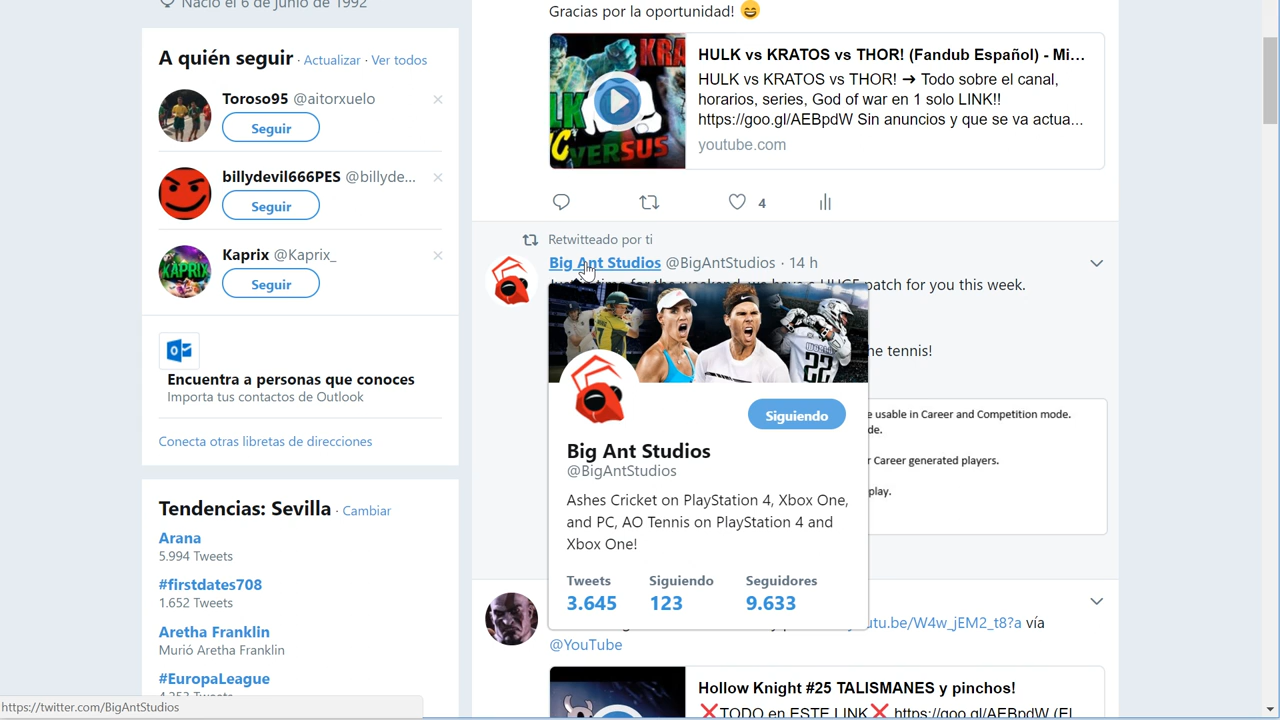 Nació el 6 de junio de 1992
A quién seguir · Actualizar · Ver todos
Toroso95 @aitorxuelo
Seguir
billydevil666PES @billyde...
Seguir
Kaprix @Kaprix_
KAPRIX
Seguir
Encuentra a personas que conoces
Importa tus contactos de Outlook
Conecta otras libretas de direcciones
Tendencias: Sevilla · Cambiar
Arana
5.994 Tweets
#firstdates708
1.652 Tweets
Aretha Franklin
Murió Aretha Franklin
#EuropaLeague
https://twitter.com/BigAntStudios
Gracias por la oportunidad!
VERSUS
HULK vs KRATOS vs THOR! (Fandub Español) - Mi...
HULK vs KRATOS vs THOR! ➜ Todo sobre el canal,
horarios, series, God of war en 1 solo LINK!!
https://goo.gl/AEBpdW Sin anuncios y que se va actua...
youtube.com
4
Retwitteado por ti
Big Ant Studios @BigAntStudios · 14 h
patch for you this week.
tennis!
usable in Career and Competition mode.
Career generated players.
play.
22
Siguiendo
Big Ant Studios
@BigAntStudios
Ashes Cricket on PlayStation 4, Xbox One,
and PC, AO Tennis on PlayStation 4 and
Xbox One!
Tweets Siguiendo Seguidores
3.645 123 9.633
utu.be/W4w_jEM2_t8?a vía
@YouTube
Hollow Knight #25 TALISMANES y pinchos!
❌TODO en ESTE LINK❌ https://goo.gl/AEBpdW (El